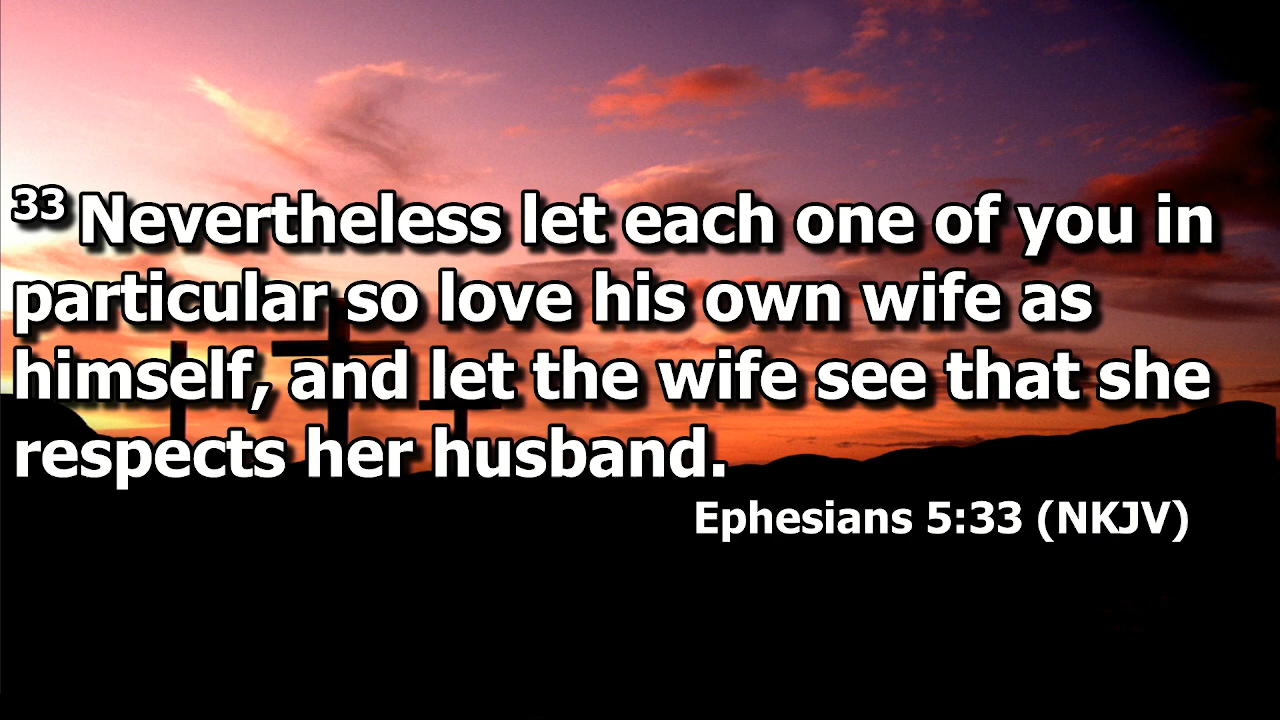 33 Nevertheless let each one of you in
particular so love his own wife as
himself, and let the wife see that she
respects her husband.
Ephesians 5:33 (NKJV)